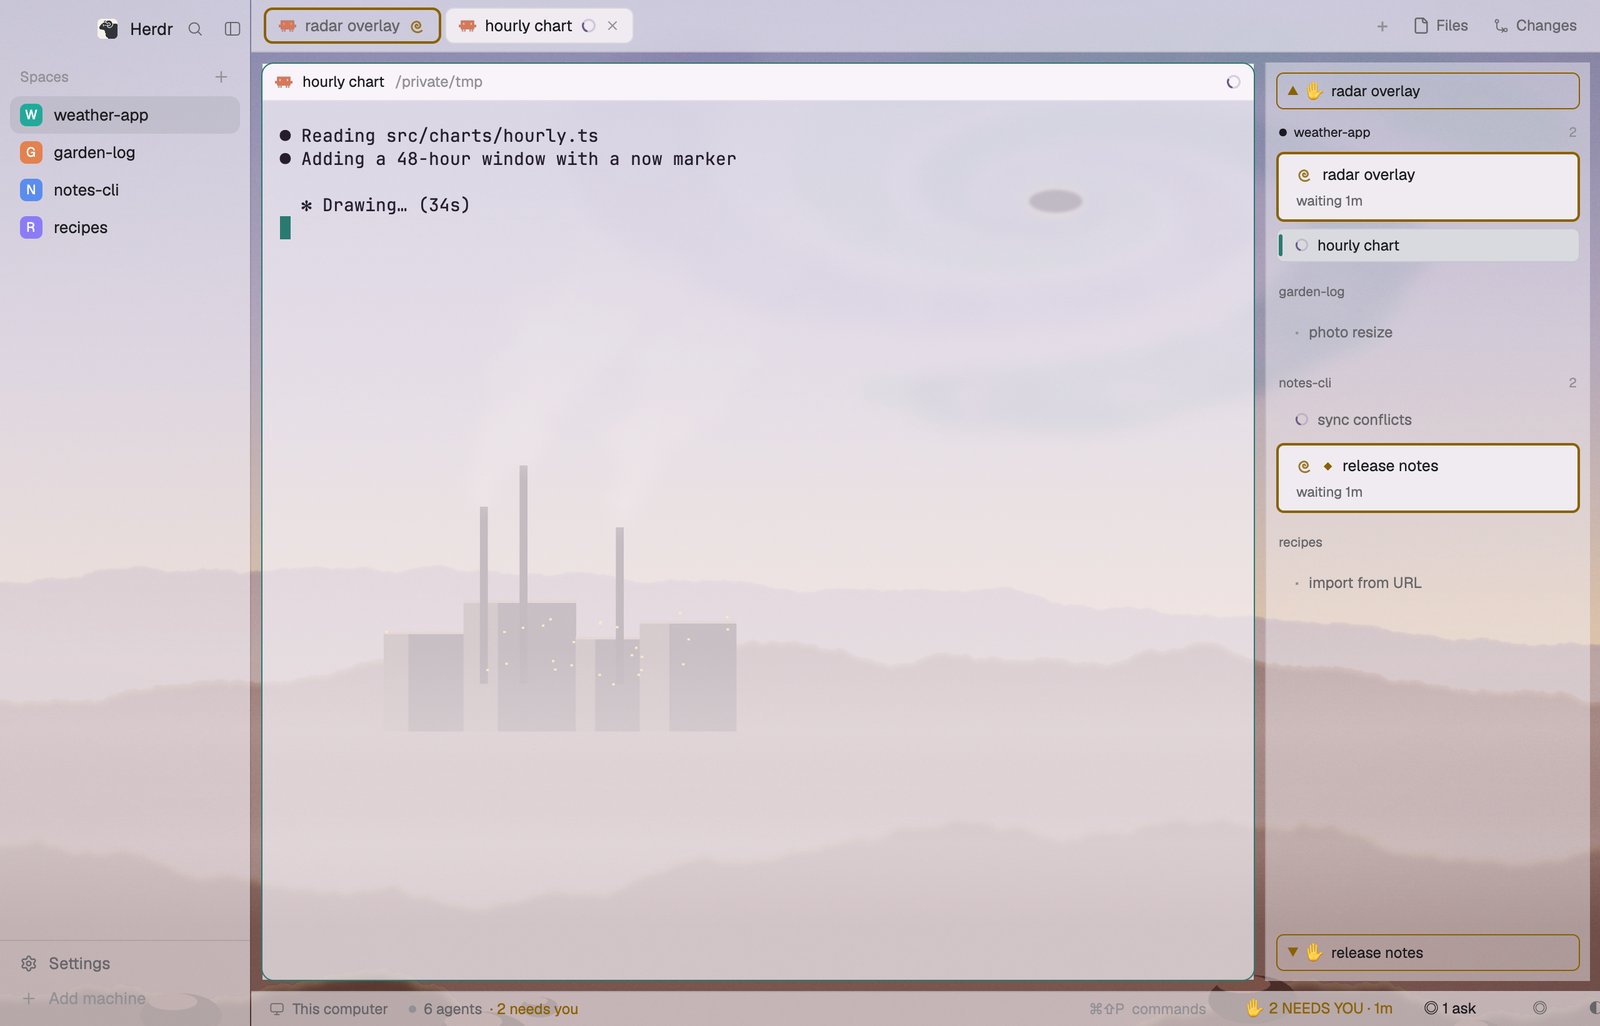 Herdr
Spaces
W weather-app
G garden-log
N notes-cli
R recipes
Settings
Add machine
radar overlay
hourly chart
Files
Changes
hourly chart /private/tmp
Reading src/charts/hourly.ts
Adding a 48-hour window with a now marker
✻ Drawing… (34s)
radar overlay
weather-app 2
radar overlay
waiting 1m
hourly chart
garden-log
photo resize
notes-cli 2
sync conflicts
release notes
waiting 1m
recipes
import from URL
release notes
This computer
6 agents · 2 needs you
⌘⇧P commands
2 NEEDS YOU · 1m
1 ask